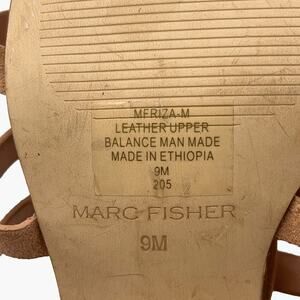 MFRIZA-M
LEATHER UPPER
BALANCE MAN MADE
MADE IN ETHIOPIA
9M
205
MARC FISHER
9M